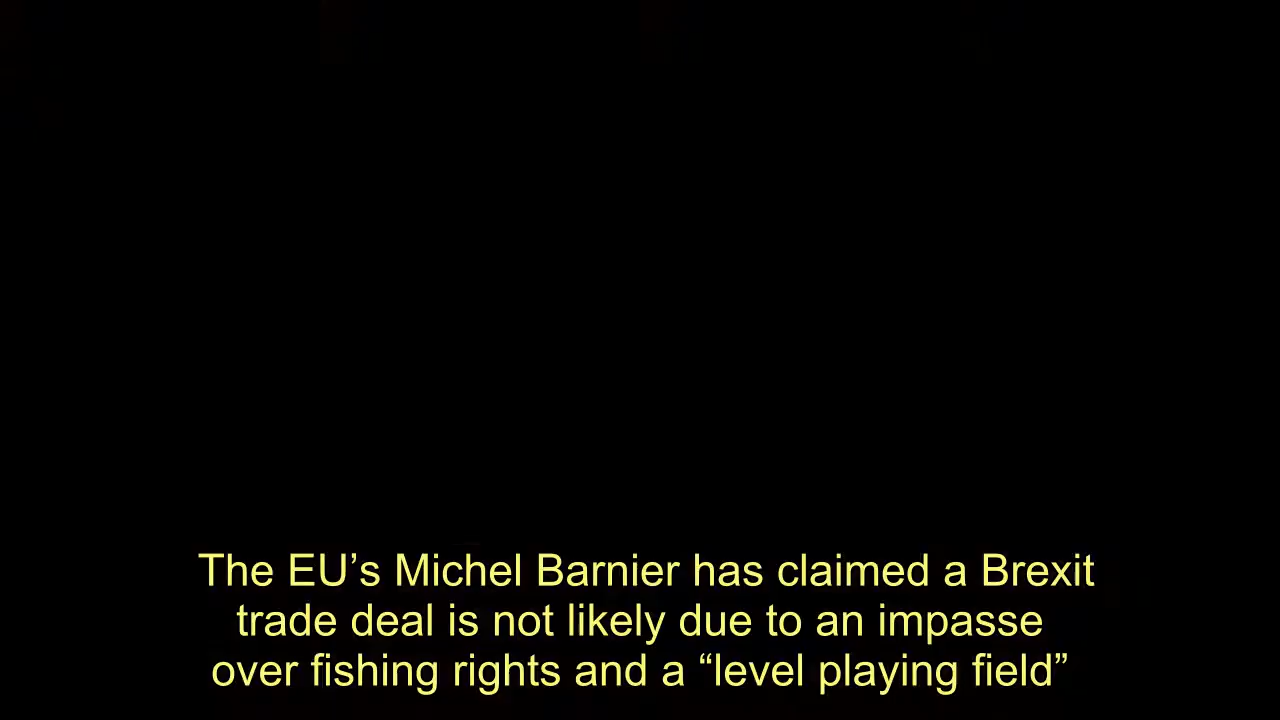 The EU’s Michel Barnier has claimed a Brexit
trade deal is not likely due to an impasse
over fishing rights and a “level playing field”